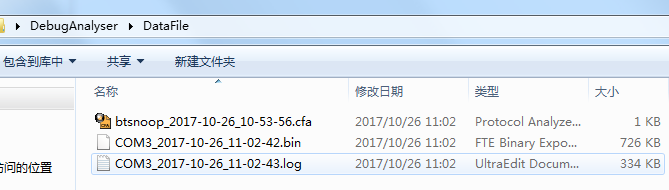 DebugAnalyser DataFile
包含到库中 共享 新建文件夹
名称 修改日期 类型 大小
btsnoop_2017-10-26_10-53-56.cfa 2017/10/26 11:02 Protocol Analyze... 1 KB
COM3_2017-10-26_11-02-42.bin 2017/10/26 11:02 FTE Binary Expo... 726 KB
COM3_2017-10-26_11-02-43.log 2017/10/26 11:02 UltraEdit Docum... 334 KB
问的位置